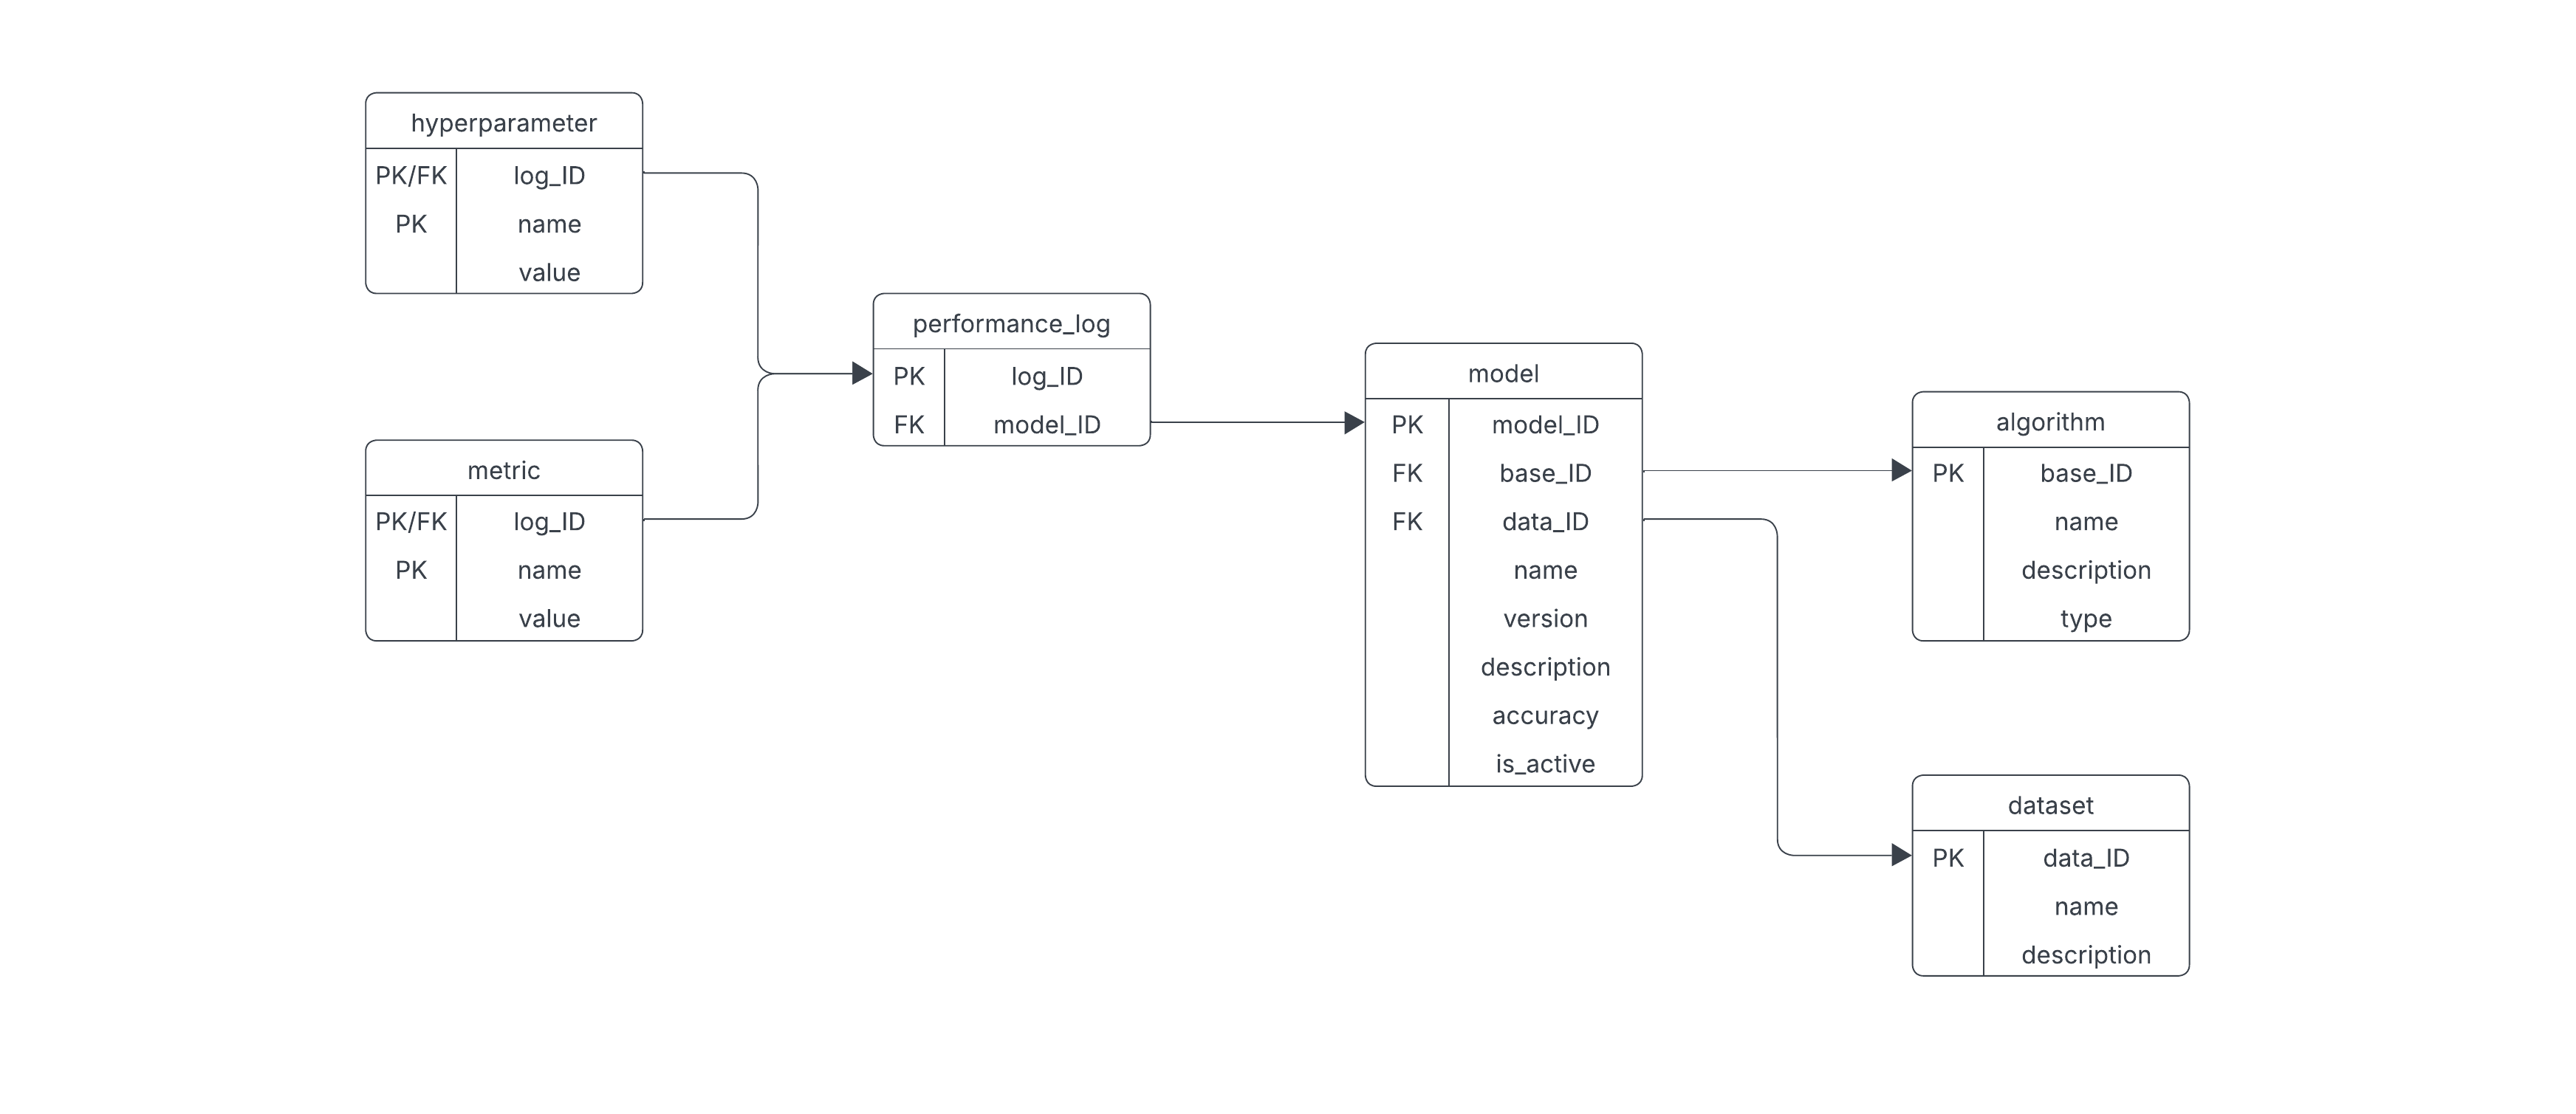 hyperparameter
PK/FK log_ID
PK name
value
metric
PK/FK log_ID
PK name
value
performance_log
PK log_ID
FK model_ID
model
PK model_ID
FK base_ID
FK data_ID
name
version
description
accuracy
is_active
algorithm
PK base_ID
name
description
type
dataset
PK data_ID
name
description